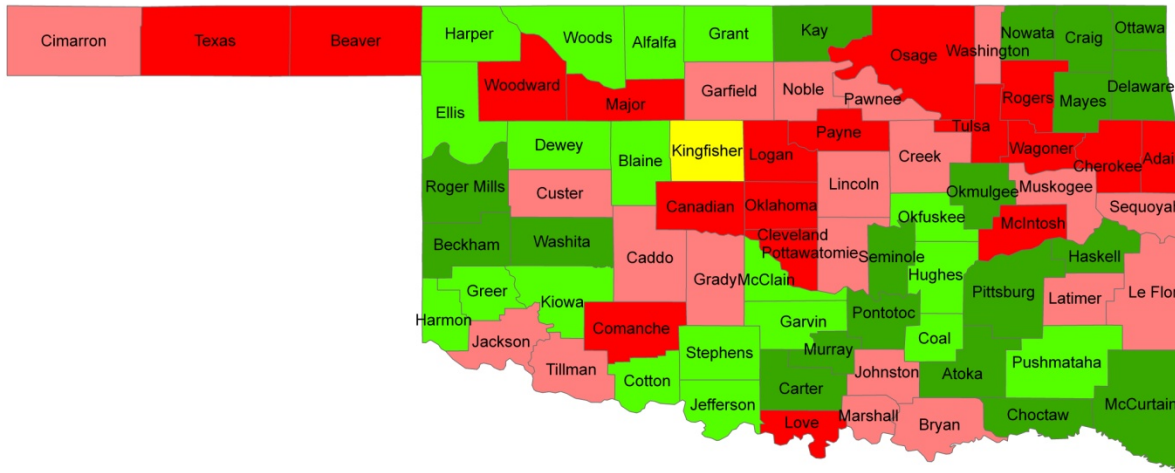 Cimarron
Texas
Beaver
Harper
Woods
Alfalfa
Grant
Kay
Osage
Washington
Nowata
Craig
Ottawa
Woodward
Major
Garfield
Noble
Pawnee
Rogers
Mayes
Delaware
Ellis
Dewey
Blaine
Kingfisher
Logan
Payne
Creek
Tulsa
Wagoner
Cherokee
Adai
Roger Mills
Custer
Canadian
Oklahoma
Lincoln
Okfuskee
Okmulgee
Muskogee
Sequoyal
Beckham
Washita
Caddo
Grady
McClain
Cleveland
Pottawatomie
Seminole
Hughes
McIntosh
Haskell
Pittsburg
Latimer
Le Flor
Greer
Harmon
Kiowa
Jackson
Tillman
Comanche
Cotton
Stephens
Jefferson
Garvin
Murray
Pontotoc
Coal
Carter
Johnston
Atoka
Pushmataha
McCurtain
Love
Marshall
Bryan
Choctaw